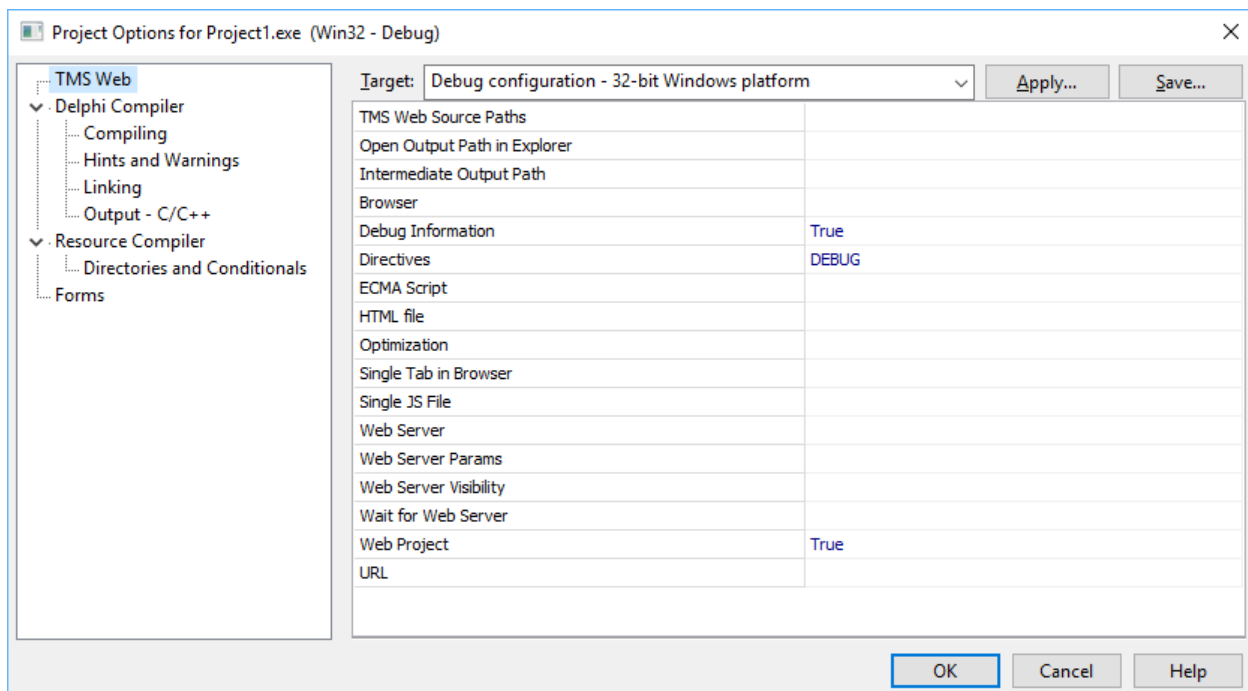 Project Options for Project1.exe (Win32 - Debug)
TMS Web
Delphi Compiler
Compiling
Hints and Warnings
Linking
Output - C/C++
Resource Compiler
Directories and Conditionals
Forms
Target: Debug configuration - 32-bit Windows platform Apply... Save...
TMS Web Source Paths
Open Output Path in Explorer
Intermediate Output Path
Browser
Debug Information True
Directives DEBUG
ECMA Script
HTML file
Optimization
Single Tab in Browser
Single JS File
Web Server
Web Server Params
Web Server Visibility
Wait for Web Server
Web Project True
URL
OK Cancel Help